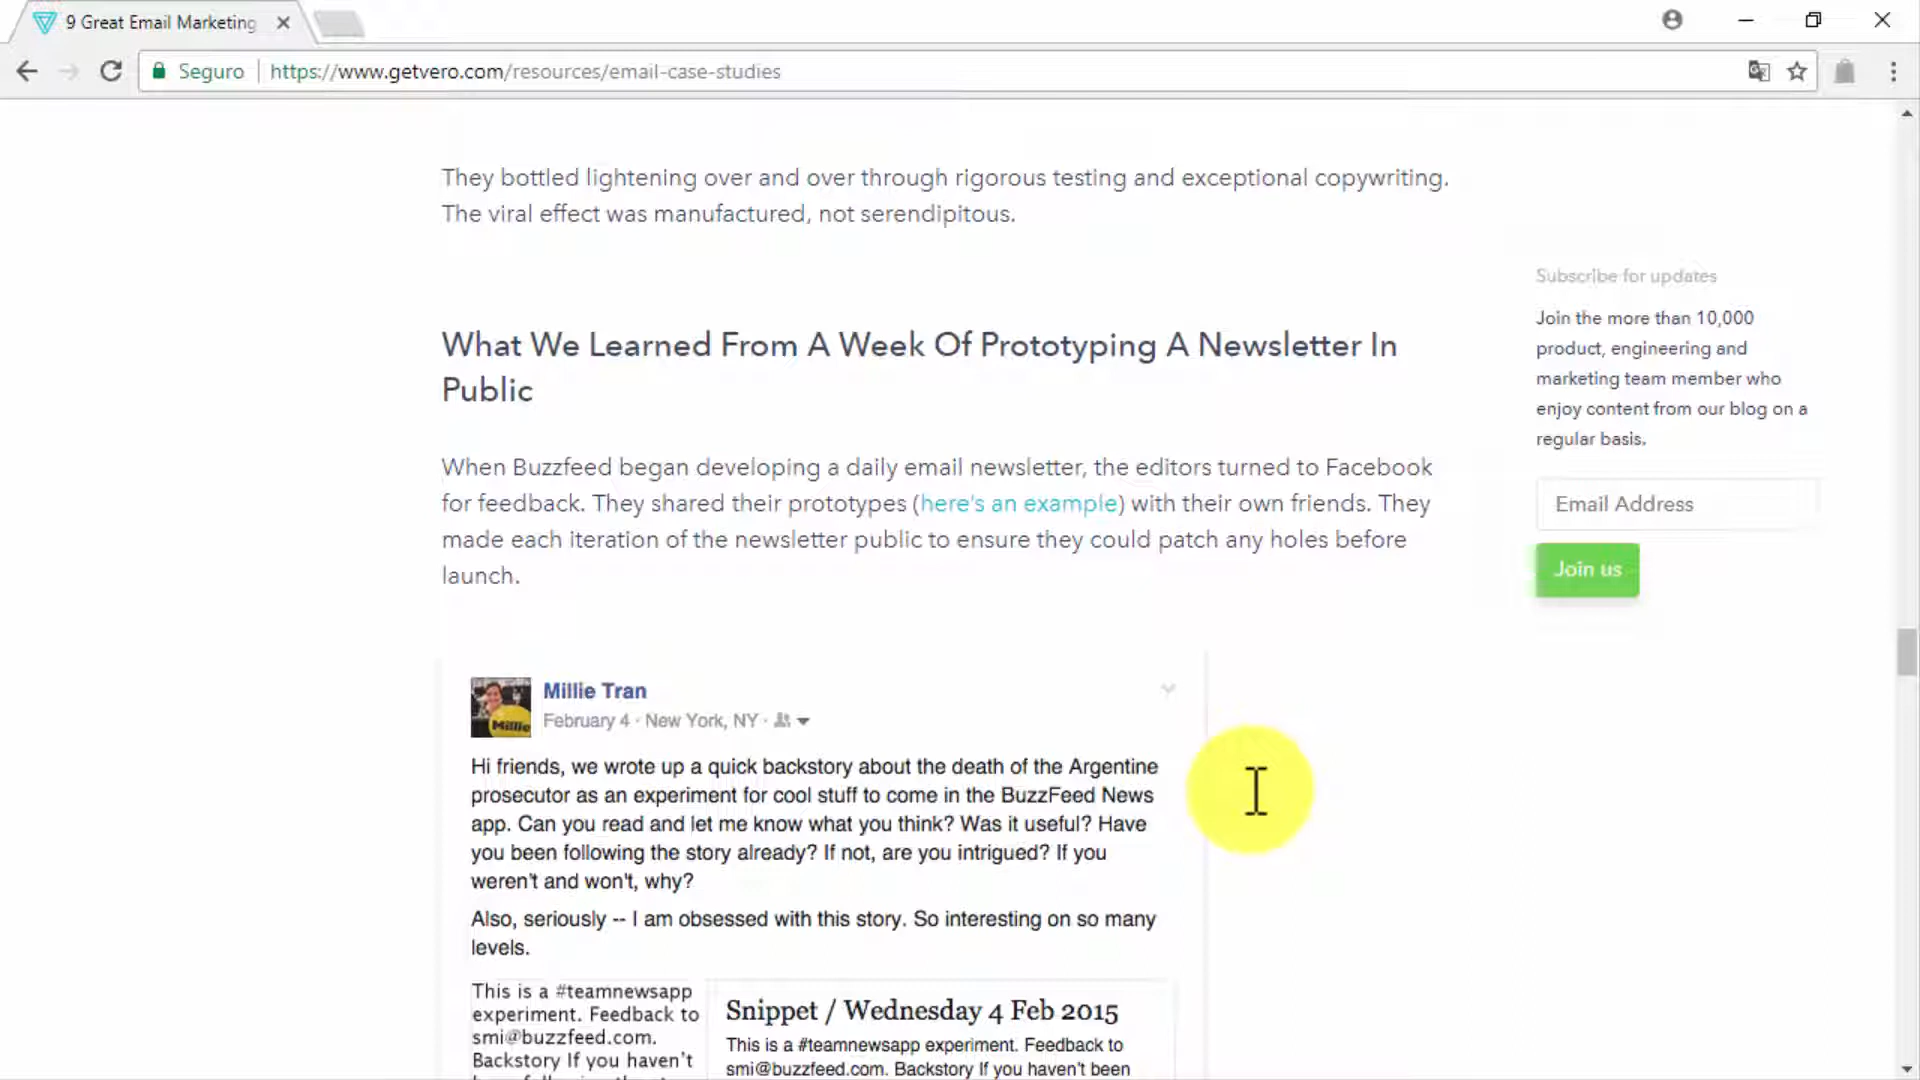 9 Great Email Marketing
Seguro
https://www.getvero.com/resources/email-case-studies
They bottled lightening over and over through rigorous testing and exceptional copywriting.
The viral effect was manufactured, not serendipitous.
Subscribe for updates
Join the more than 10,000
product, engineering and
marketing team member who
enjoy content from our blog on a
regular basis.
Email Address
Join us
What We Learned From A Week Of Prototyping A Newsletter In
Public
When Buzzfeed began developing a daily email newsletter, the editors turned to Facebook
for feedback. They shared their prototypes (here's an example) with their own friends. They
made each iteration of the newsletter public to ensure they could patch any holes before
launch.
Millie
Millie Tran
February 4 · New York, NY ·
Hi friends, we wrote up a quick backstory about the death of the Argentine
prosecutor as an experiment for cool stuff to come in the BuzzFeed News
app. Can you read and let me know what you think? Was it useful? Have
you been following the story already? If not, are you intrigued? If you
weren't and won't, why?
Also, seriously -- I am obsessed with this story. So interesting on so many
levels.
This is a #teamnewsapp
experiment. Feedback to
smi@buzzfeed.com.
Backstory If you haven't
Snippet / Wednesday 4 Feb 2015
This is a #teamnewsapp experiment. Feedback to
smi@buzzfeed.com. Backstory If you haven't been